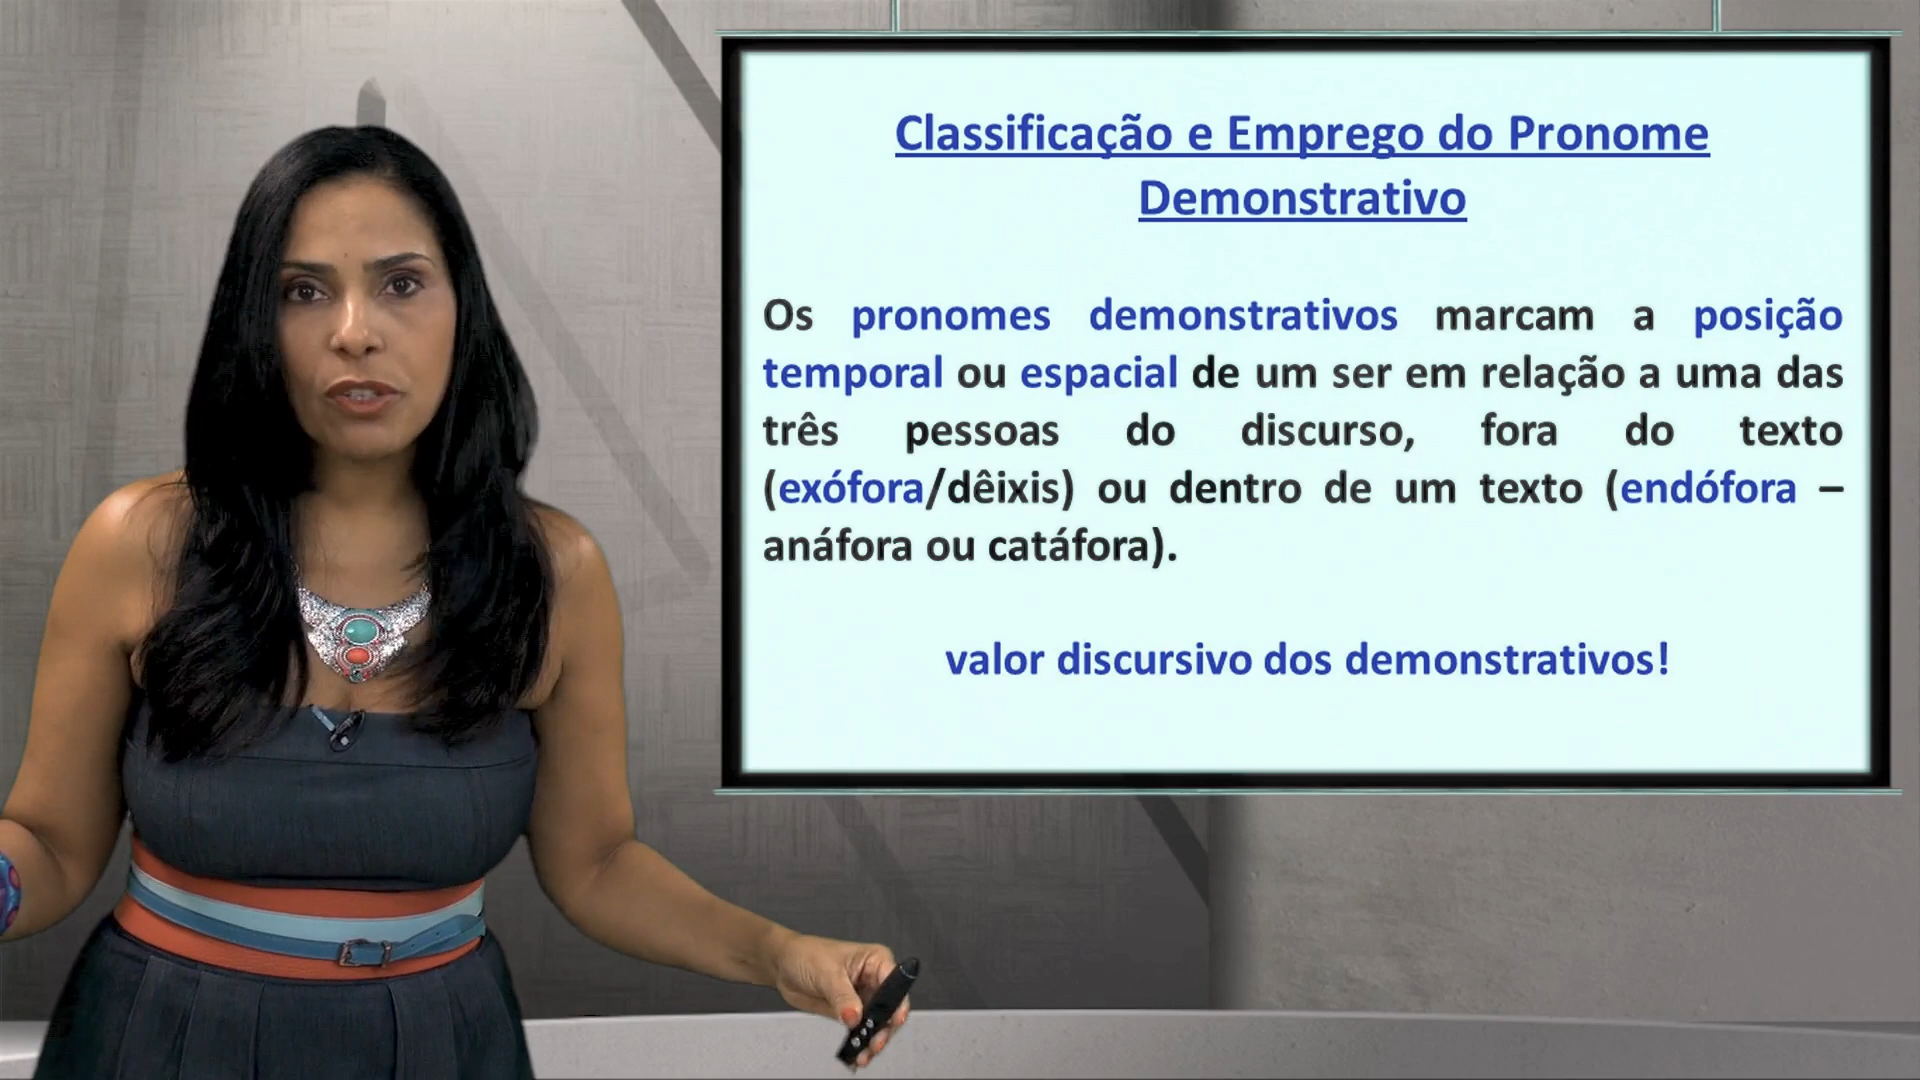 Classificação e Emprego do Pronome
Demonstrativo
Os pronomes demonstrativos marcam a posição
temporal ou espacial de um ser em relação a uma das
três pessoas do discurso, fora do texto
(exófora/dêixis) ou dentro de um texto (endófora –
anáfora ou catáfora).
valor discursivo dos demonstrativos!